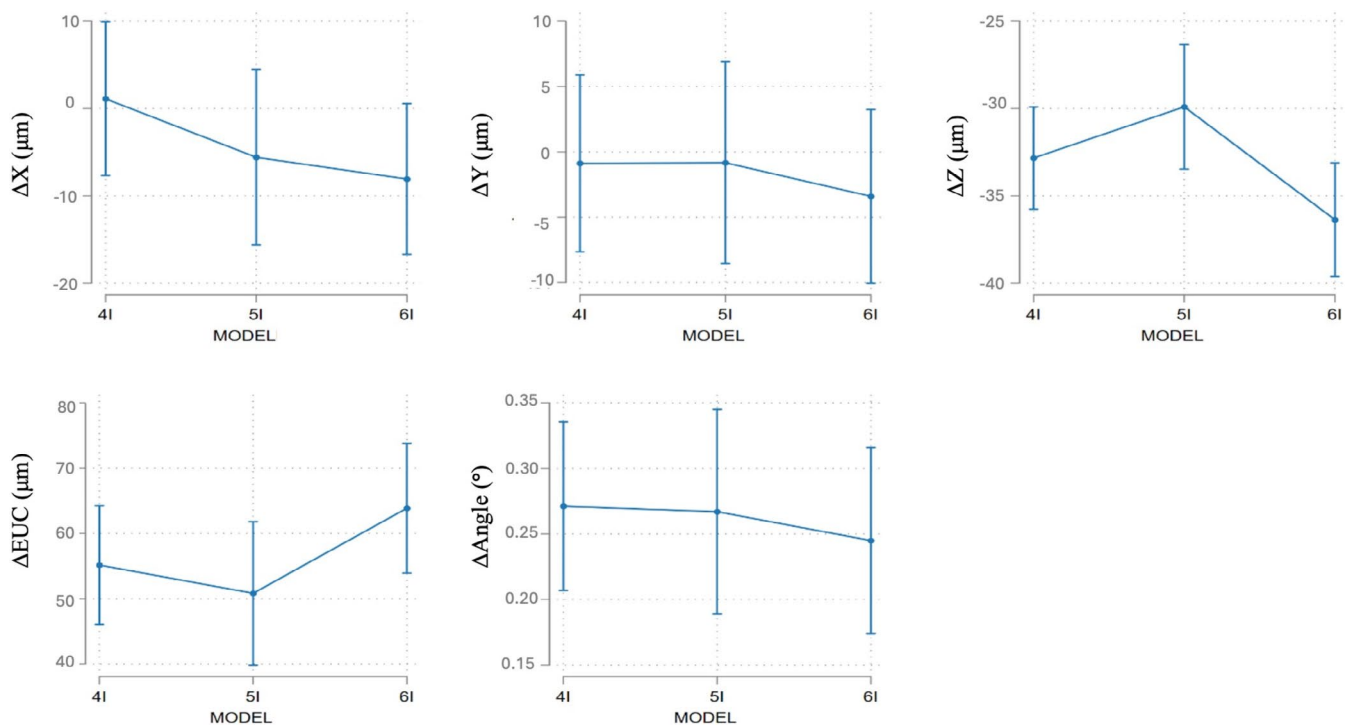 ΔX (μm)
10
0
-10
-20
4I 5I 6I
MODEL
ΔY (μm)
10
5
0
-5
-10
4I 5I 6I
MODEL
ΔZ (μm)
-25
-30
-35
-40
4I 5I 6I
MODEL
ΔEUC (μm)
80
70
60
50
40
4I 5I 6I
MODEL
ΔAngle (°)
0.35
0.30
0.25
0.20
0.15
4I 5I 6I
MODEL